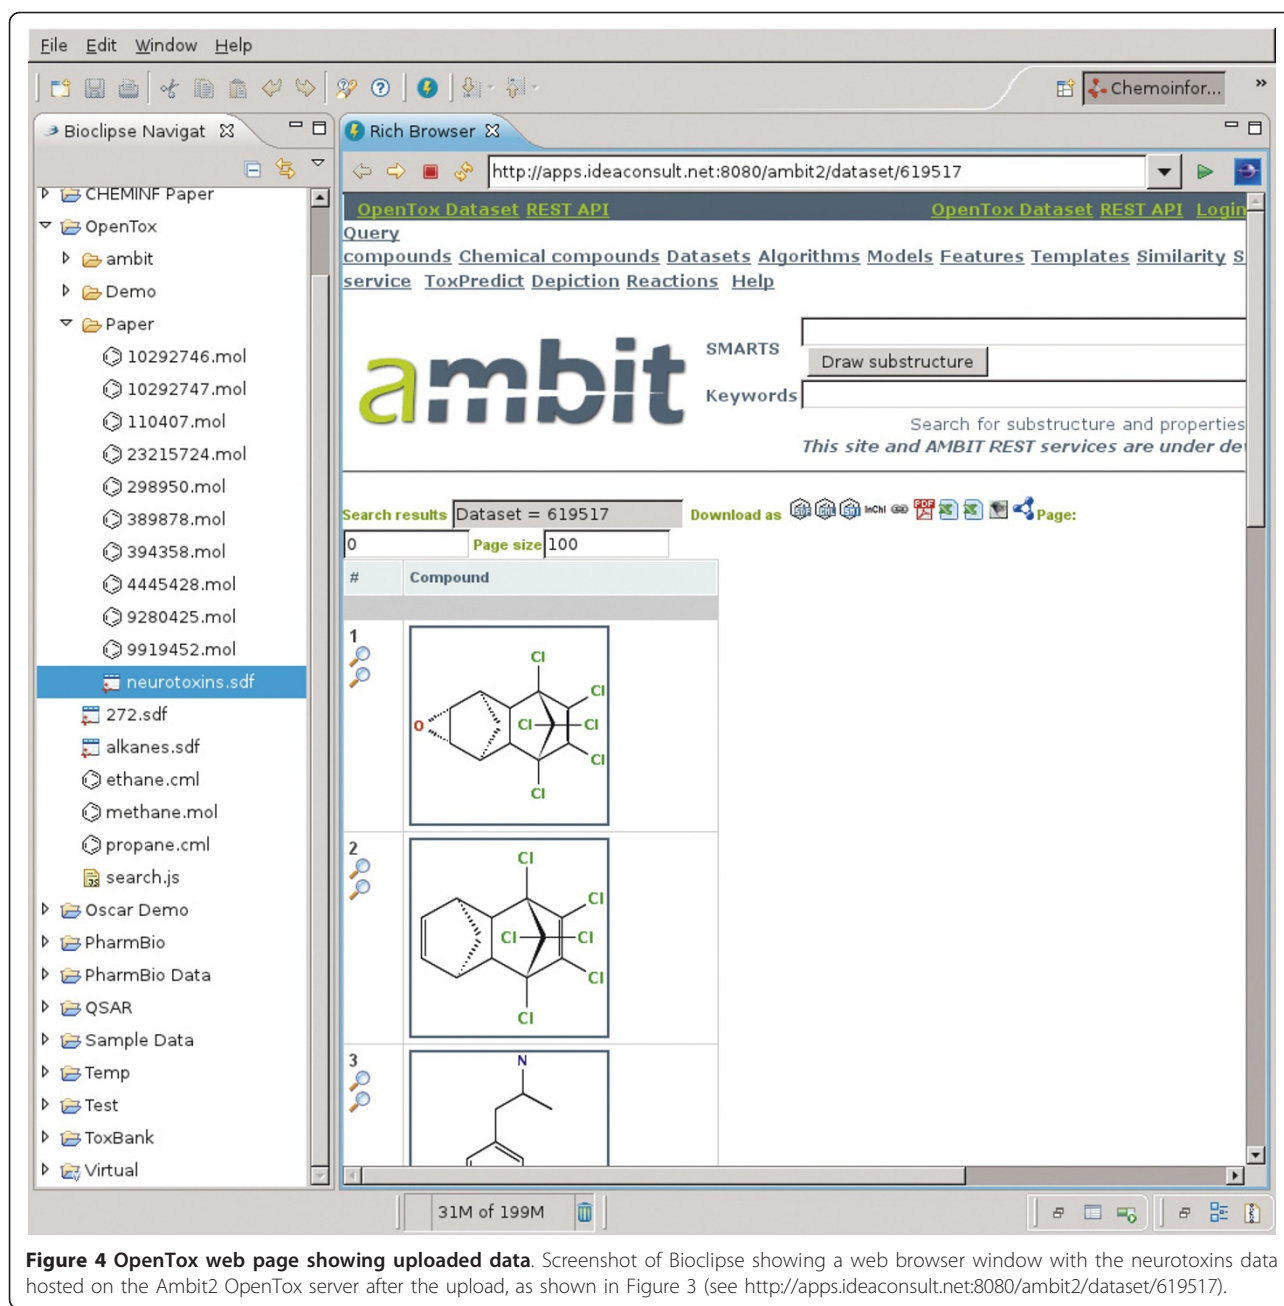 File Edit Window Help
Chemoinfor... »
Bioclipse Navigat
CHEMINF Paper
OpenTox
ambit
Demo
Paper
10292746.mol
10292747.mol
110407.mol
23215724.mol
298950.mol
389878.mol
394358.mol
4445428.mol
9280425.mol
9919452.mol
neurotoxins.sdf
272.sdf
alkanes.sdf
ethane.cml
methane.mol
propane.cml
search.js
Oscar Demo
PharmBio
PharmBio Data
QSAR
Sample Data
Temp
Test
ToxBank
Virtual
Rich Browser
http://apps.ideaconsult.net:8080/ambit2/dataset/619517
OpenTox Dataset REST API OpenTox Dataset REST API Login
Query
compounds Chemical compounds Datasets Algorithms Models Features Templates Similarity S
service ToxPredict Depiction Reactions Help
ambit
SMARTS
Draw substructure
Keywords
Search for substructure and properties
This site and AMBIT REST services are under de
Search results Dataset = 619517 Download as InChI PDF Page:
0 Page size 100
# Compound
1
Cl
Cl
O Cl Cl
Cl
Cl
2
Cl
Cl
Cl Cl
Cl
Cl
3
N
31M of 199M
Figure 4 OpenTox web page showing uploaded data. Screenshot of Bioclipse showing a web browser window with the neurotoxins data
hosted on the Ambit2 OpenTox server after the upload, as shown in Figure 3 (see http://apps.ideaconsult.net:8080/ambit2/dataset/619517).